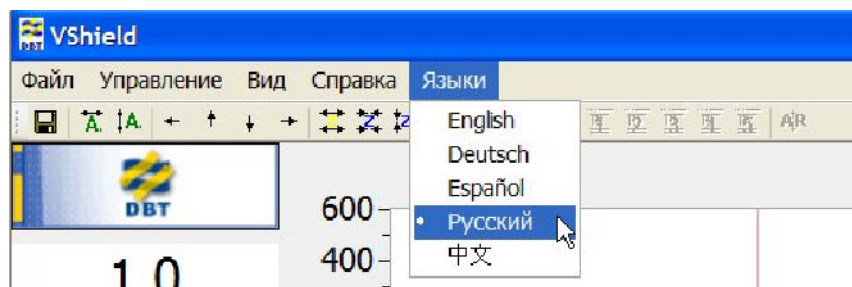 VShield
Файл Управление Вид Справка Языки
A. A. A|R
English
Deutsch
Español
Русский
中文
DBT
600
400
1.0